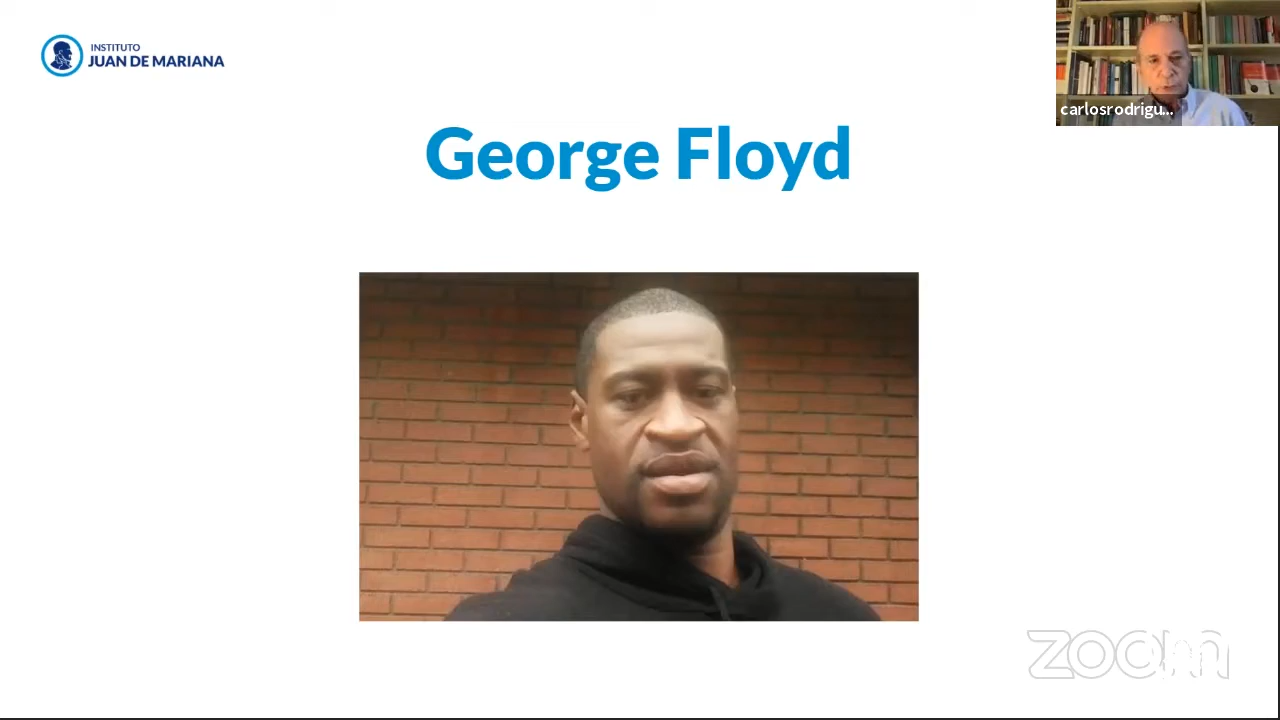 INSTITUTO
JUAN DE MARIANA
carlosrodrigu...
George Floyd
zoom